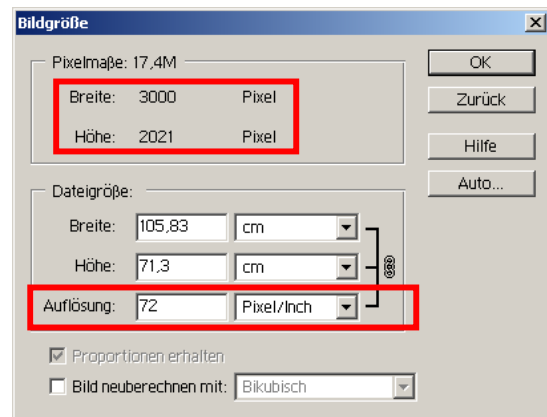 Bildgröße
Pixelmaße: 17,4M
Breite: 3000 Pixel
Höhe: 2021 Pixel
OK
Zurück
Hilfe
Auto...
Dateigröße:
Breite: 105,83 cm
Höhe: 71,3 cm
Auflösung: 72 Pixel/Inch
Proportionen erhalten
Bild neuberechnen mit: Bikubisch